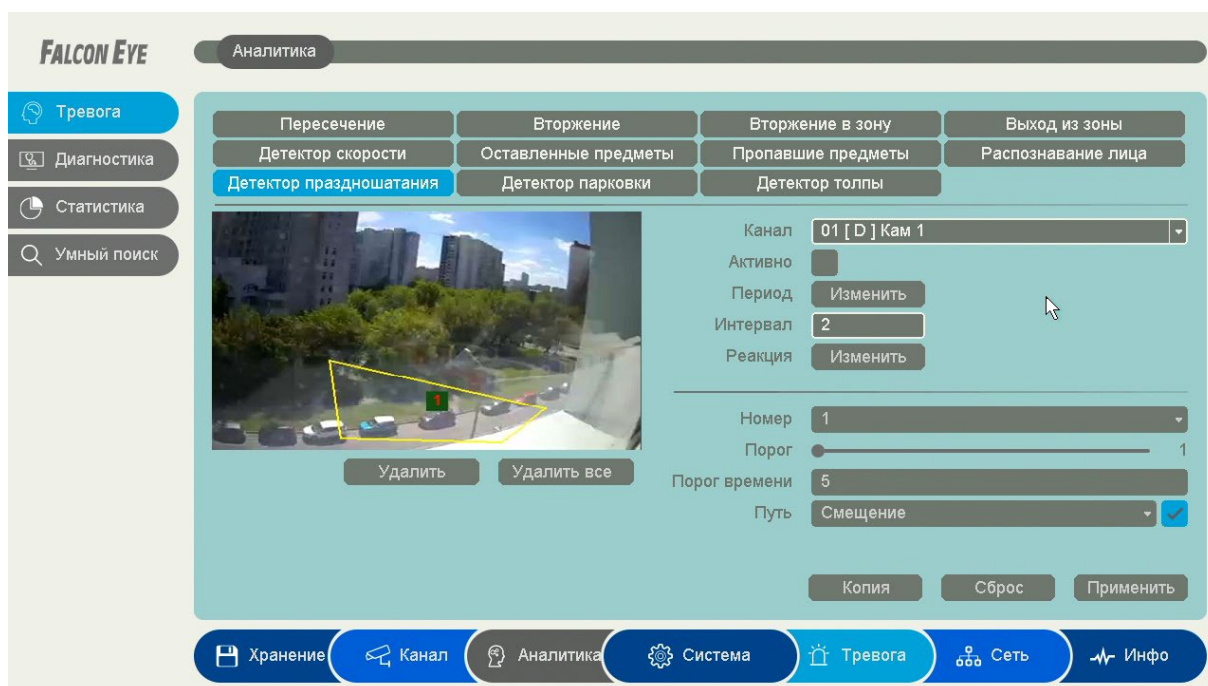 FALCON EYE
Аналитика
Тревога
Диагностика
Статистика
Умный поиск
Пересечение Вторжение Вторжение в зону Выход из зоны
Детектор скорости Оставленные предметы Пропавшие предметы Распознавание лица
Детектор праздношатания Детектор парковки Детектор толпы
Канал 01 [ D ] Кам 1
Активно
Период Изменить
Интервал 2
Реакция Изменить
1
Номер 1
Порог 1
Порог времени 5
Путь Смещение
Удалить Удалить все
Копия Сброс Применить
Хранение Канал Аналитика Система Тревога Сеть Инфо